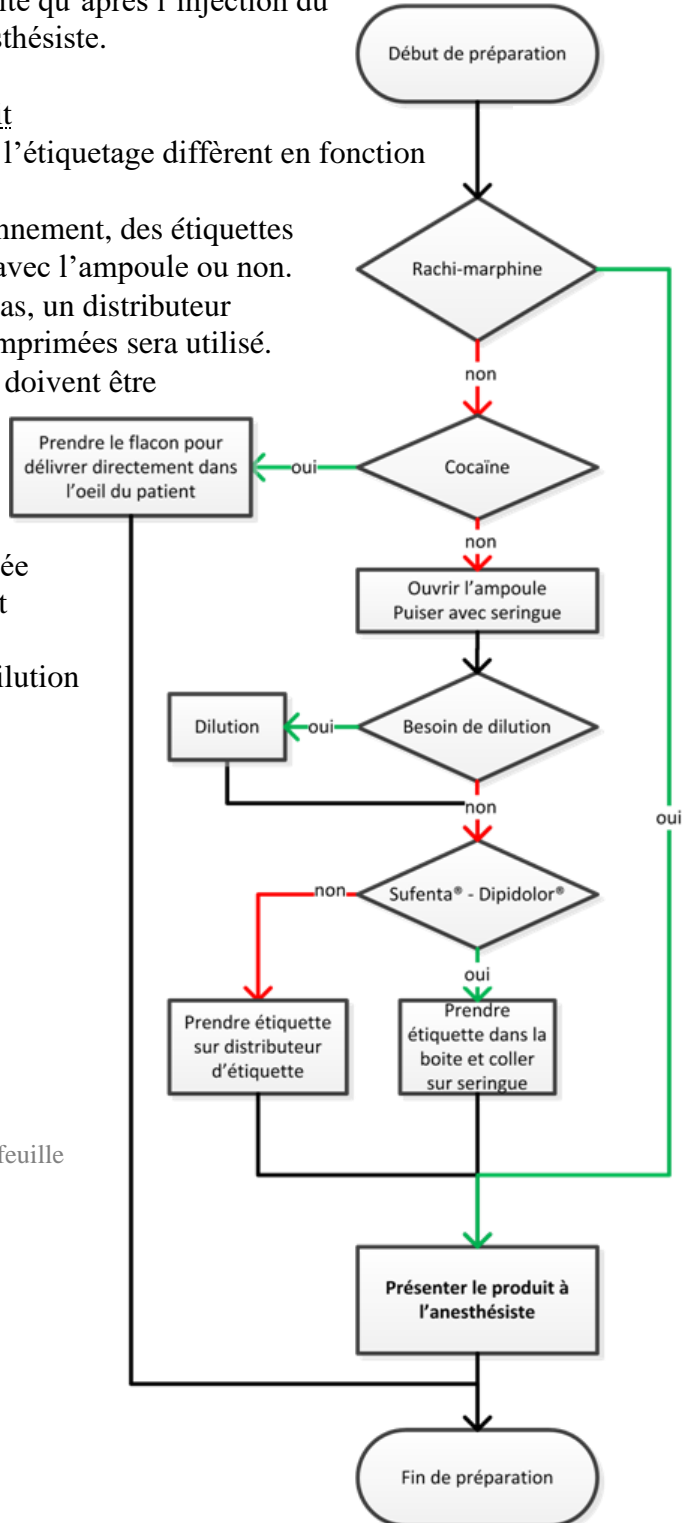 ité qu'après l'injection du
sthésiste.
it
l'étiquetage diffèrent en fonction
nnement, des étiquettes
avec l'ampoule ou non.
as, un distributeur
mprimées sera utilisé.
doivent être
ée
t
ilution
feuille
Début de préparation
Rachi-marphine
oui
non
Cocaïne
oui
Prendre le flacon pour
délivrer directement dans
l'oeil du patient
non
Ouvrir l'ampoule
Puiser avec seringue
Besoin de dilution
oui
Dilution
non
Sufenta® - Dipidolor®
non
oui
Prendre étiquette
sur distributeur
d'étiquette
Prendre
étiquette dans la
boite et coller
sur seringue
Présenter le produit à
l'anesthésiste
Fin de préparation